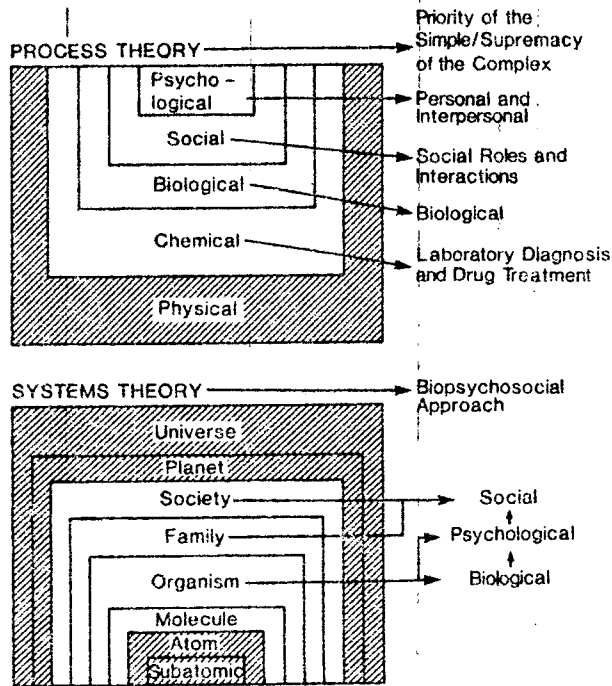 Priority of the
PROCESS THEORY
Simple/Supremacy
of the Complex
Psycho-
logical
Personal and
Interpersonal
Social
Social Roles and
Interactions
Biological
Biological
Chemical
Laboratory Diagnosis
and Drug Treatment
Physical
SYSTEMS THEORY
Biopsychosocial
Approach
Universe
Planet
Society
Social
Family
Psychological
Organism
Biological
Molecule
Atom
Subatomic